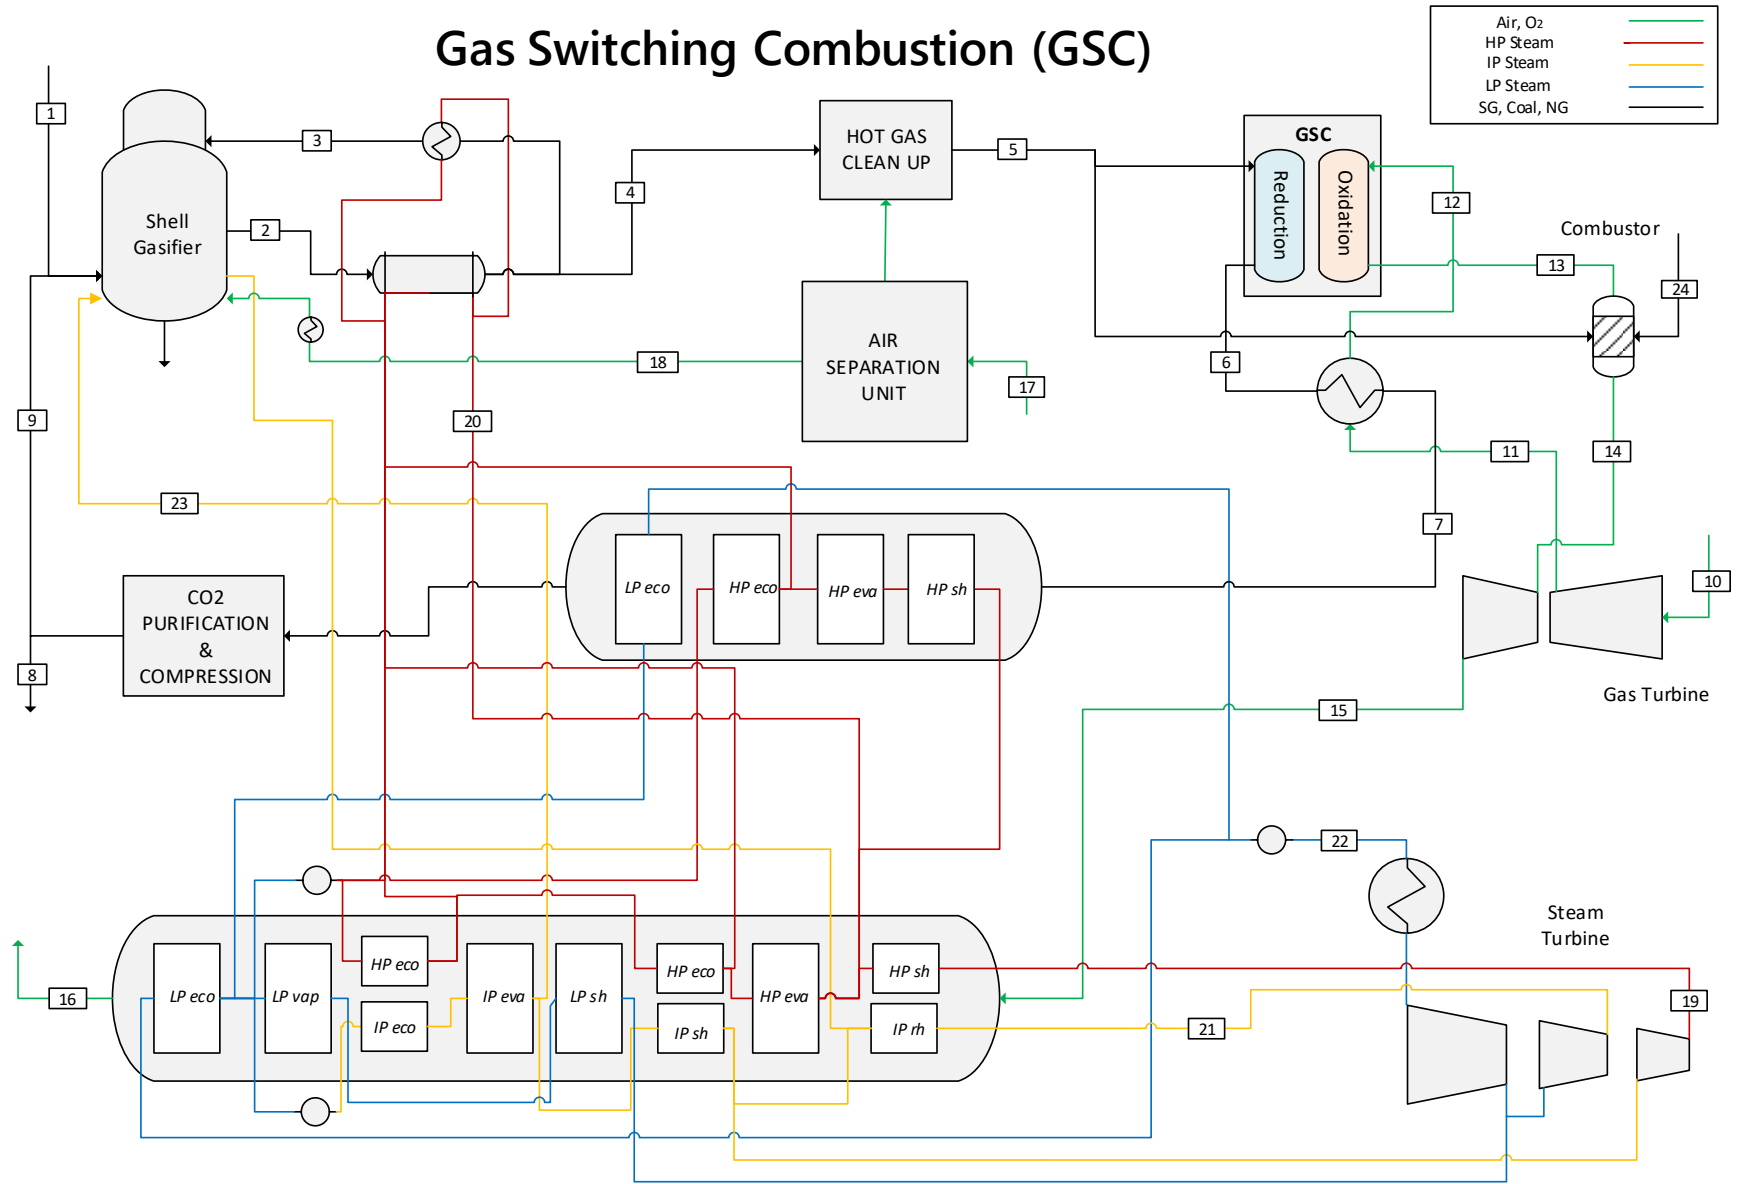 Gas Switching Combustion (GSC)
Air, O2
HP Steam
IP Steam
LP Steam
SG, Coal, NG
1
3
Shell
Gasifier
2
4
HOT GAS
CLEAN UP
5
GSC
Reduction
Oxidation
12
Combustor
13
24
AIR
SEPARATION
UNIT
18
17
6
9
20
11
14
23
7
LP eco
HP eco
HP eva
HP sh
10
CO2
PURIFICATION
&
COMPRESSION
8
Gas Turbine
15
22
Steam
Turbine
16
LP eco
LP vap
HP eco
IP eco
IP eva
LP sh
HP eco
IP sh
HP eva
HP sh
IP rh
21
19